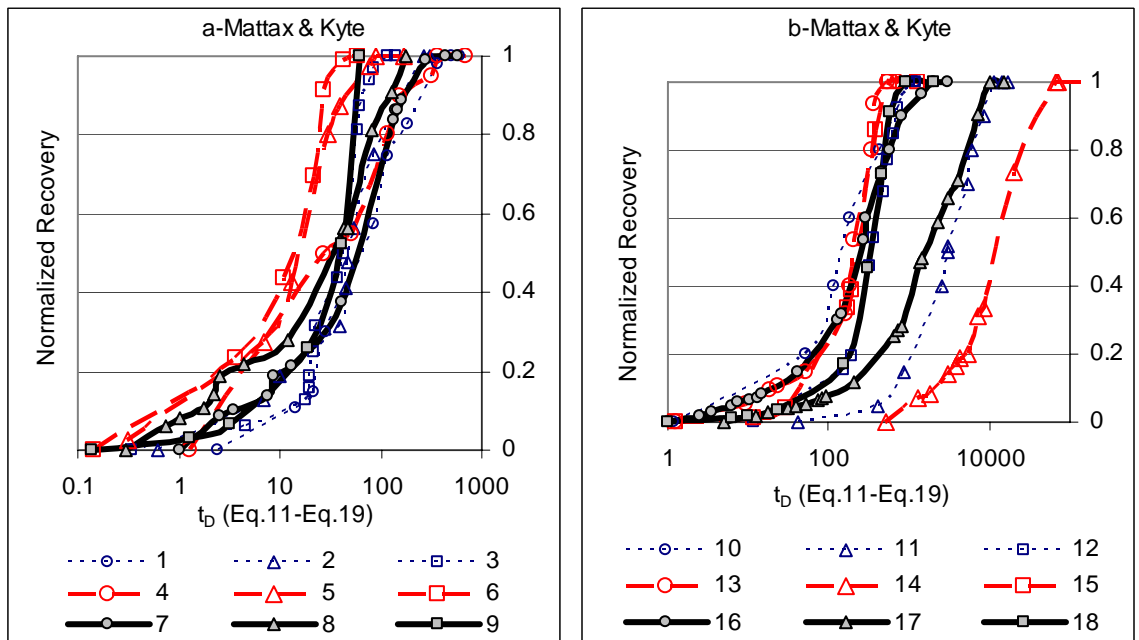 a-Mattax & Kyte
Normalized Recovery
1
0.8
0.6
0.4
0.2
0
0.1 1 10 100 1000
t_D (Eq.11-Eq.19)
1 2 3
4 5 6
7 8 9
b-Mattax & Kyte
Normalized Recovery
1
0.8
0.6
0.4
0.2
0
1 100 10000
t_D (Eq.11-Eq.19)
10 11 12
13 14 15
16 17 18